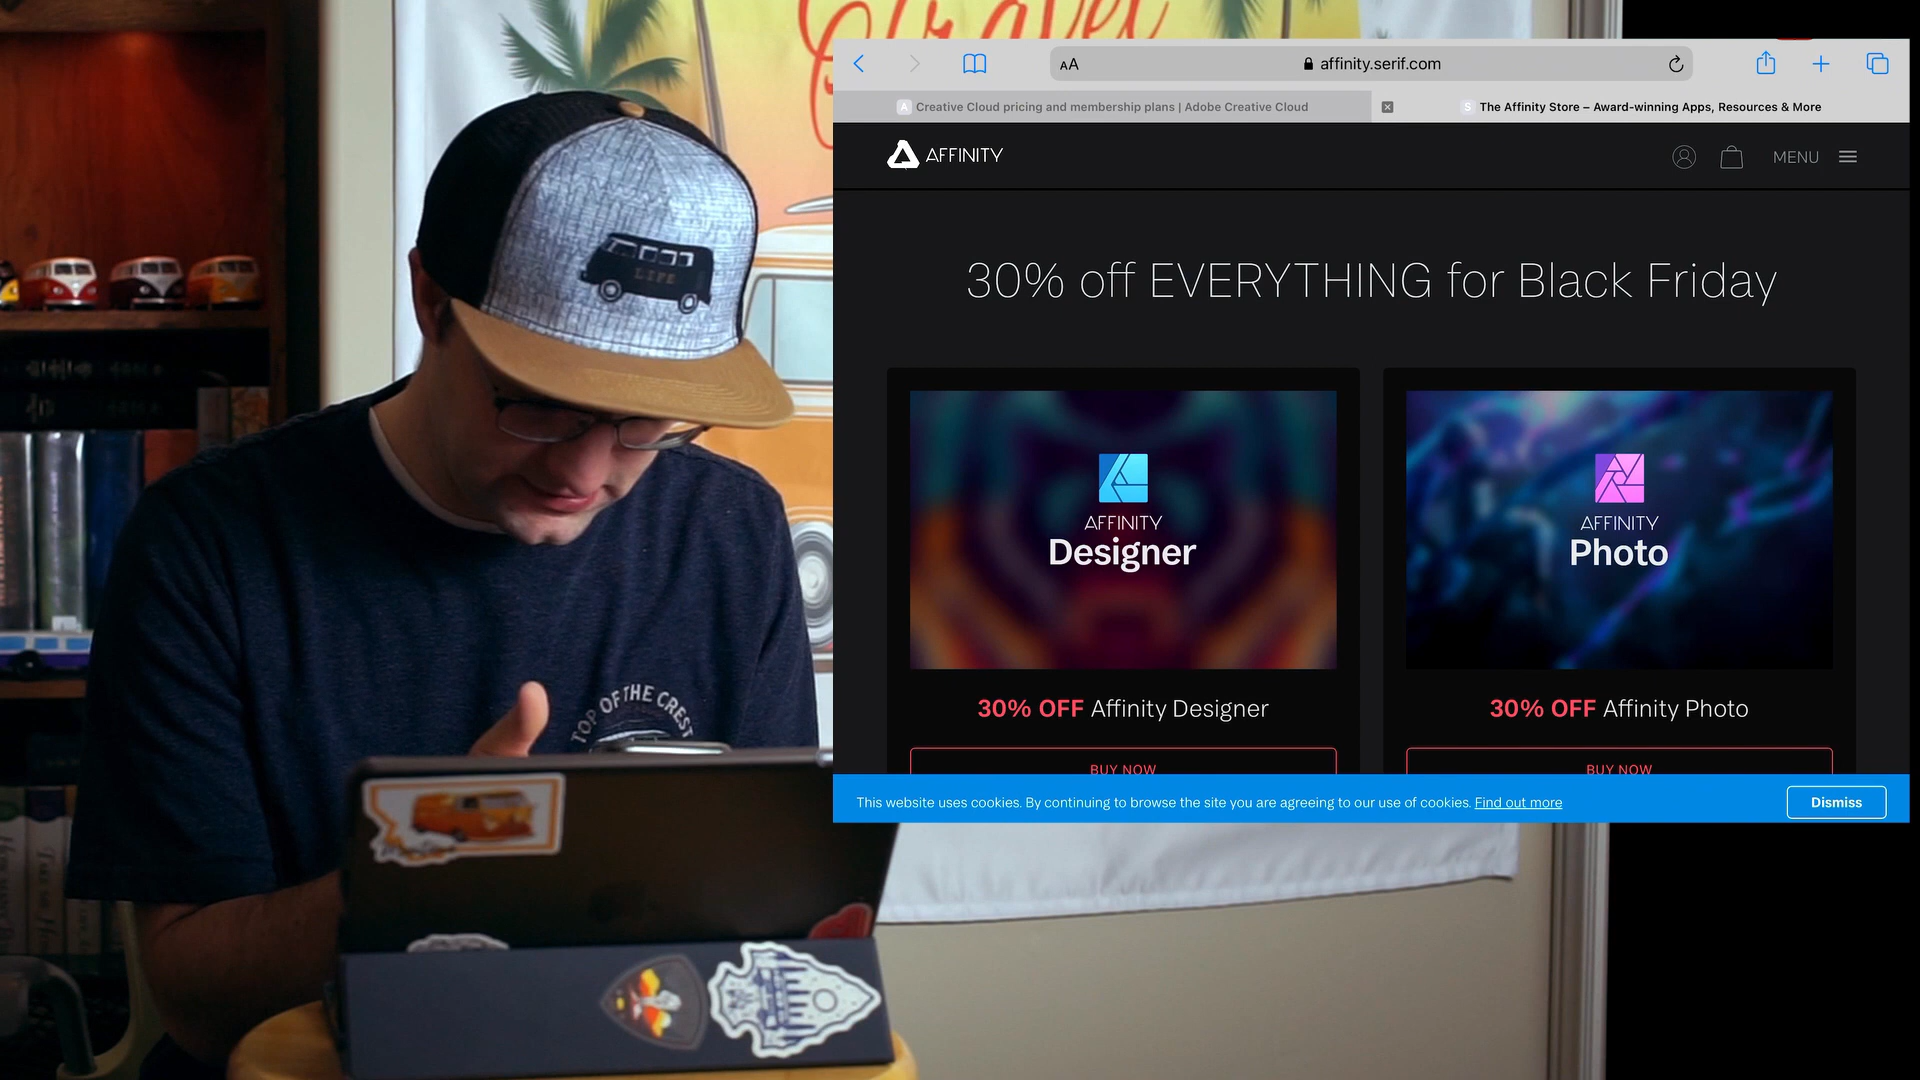 Travel
LIFE
TOP OF THE CREST
AA
affinity.serif.com
Creative Cloud pricing and membership plans | Adobe Creative Cloud
The Affinity Store – Award-winning Apps, Resources & More
AFFINITY
MENU
30% off EVERYTHING for Black Friday
AFFINITY
Designer
AFFINITY
Photo
30% OFF Affinity Designer
30% OFF Affinity Photo
BUY NOW
BUY NOW
This website uses cookies. By continuing to browse the site you are agreeing to our use of cookies. Find out more
Dismiss